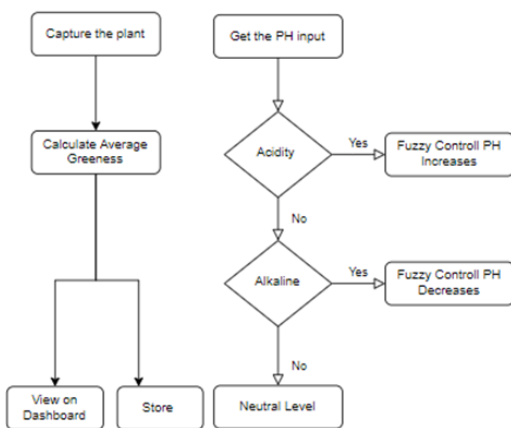 Capture the plant
Calculate Average
Greeness
View on
Dashboard
Store
Get the PH input
Acidity
Yes
Fuzzy Controll PH
Increases
No
Alkaline
Yes
Fuzzy Controll PH
Decreases
No
Neutral Level